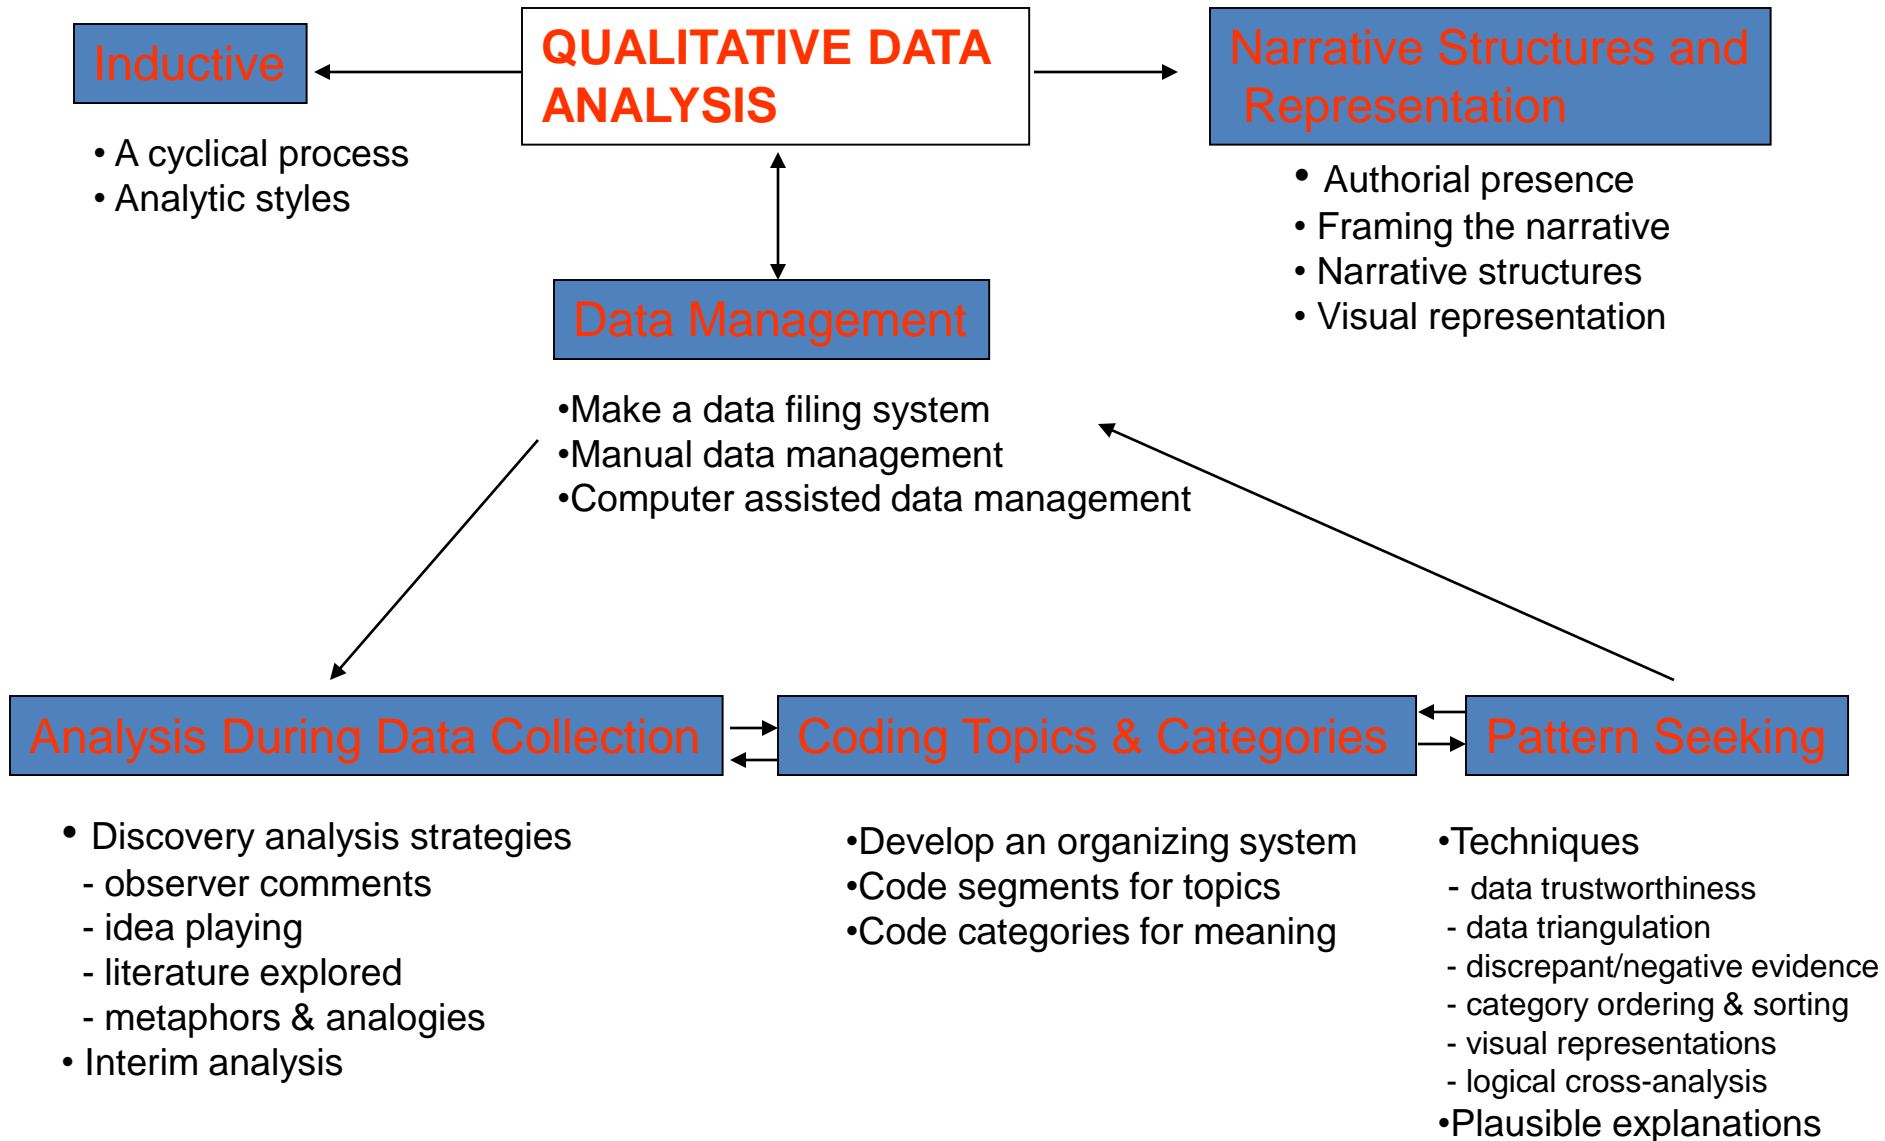 Inductive
• A cyclical process
• Analytic styles
QUALITATIVE DATA
ANALYSIS
Narrative Structures and
Representation
• Authorial presence
• Framing the narrative
• Narrative structures
• Visual representation
Data Management
•Make a data filing system
•Manual data management
•Computer assisted data management
Analysis During Data Collection
• Discovery analysis strategies
- observer comments
- idea playing
- literature explored
- metaphors & analogies
• Interim analysis
Coding Topics & Categories
•Develop an organizing system
•Code segments for topics
•Code categories for meaning
Pattern Seeking
•Techniques
- data trustworthiness
- data triangulation
- discrepant/negative evidence
- category ordering & sorting
- visual representations
- logical cross-analysis
•Plausible explanations